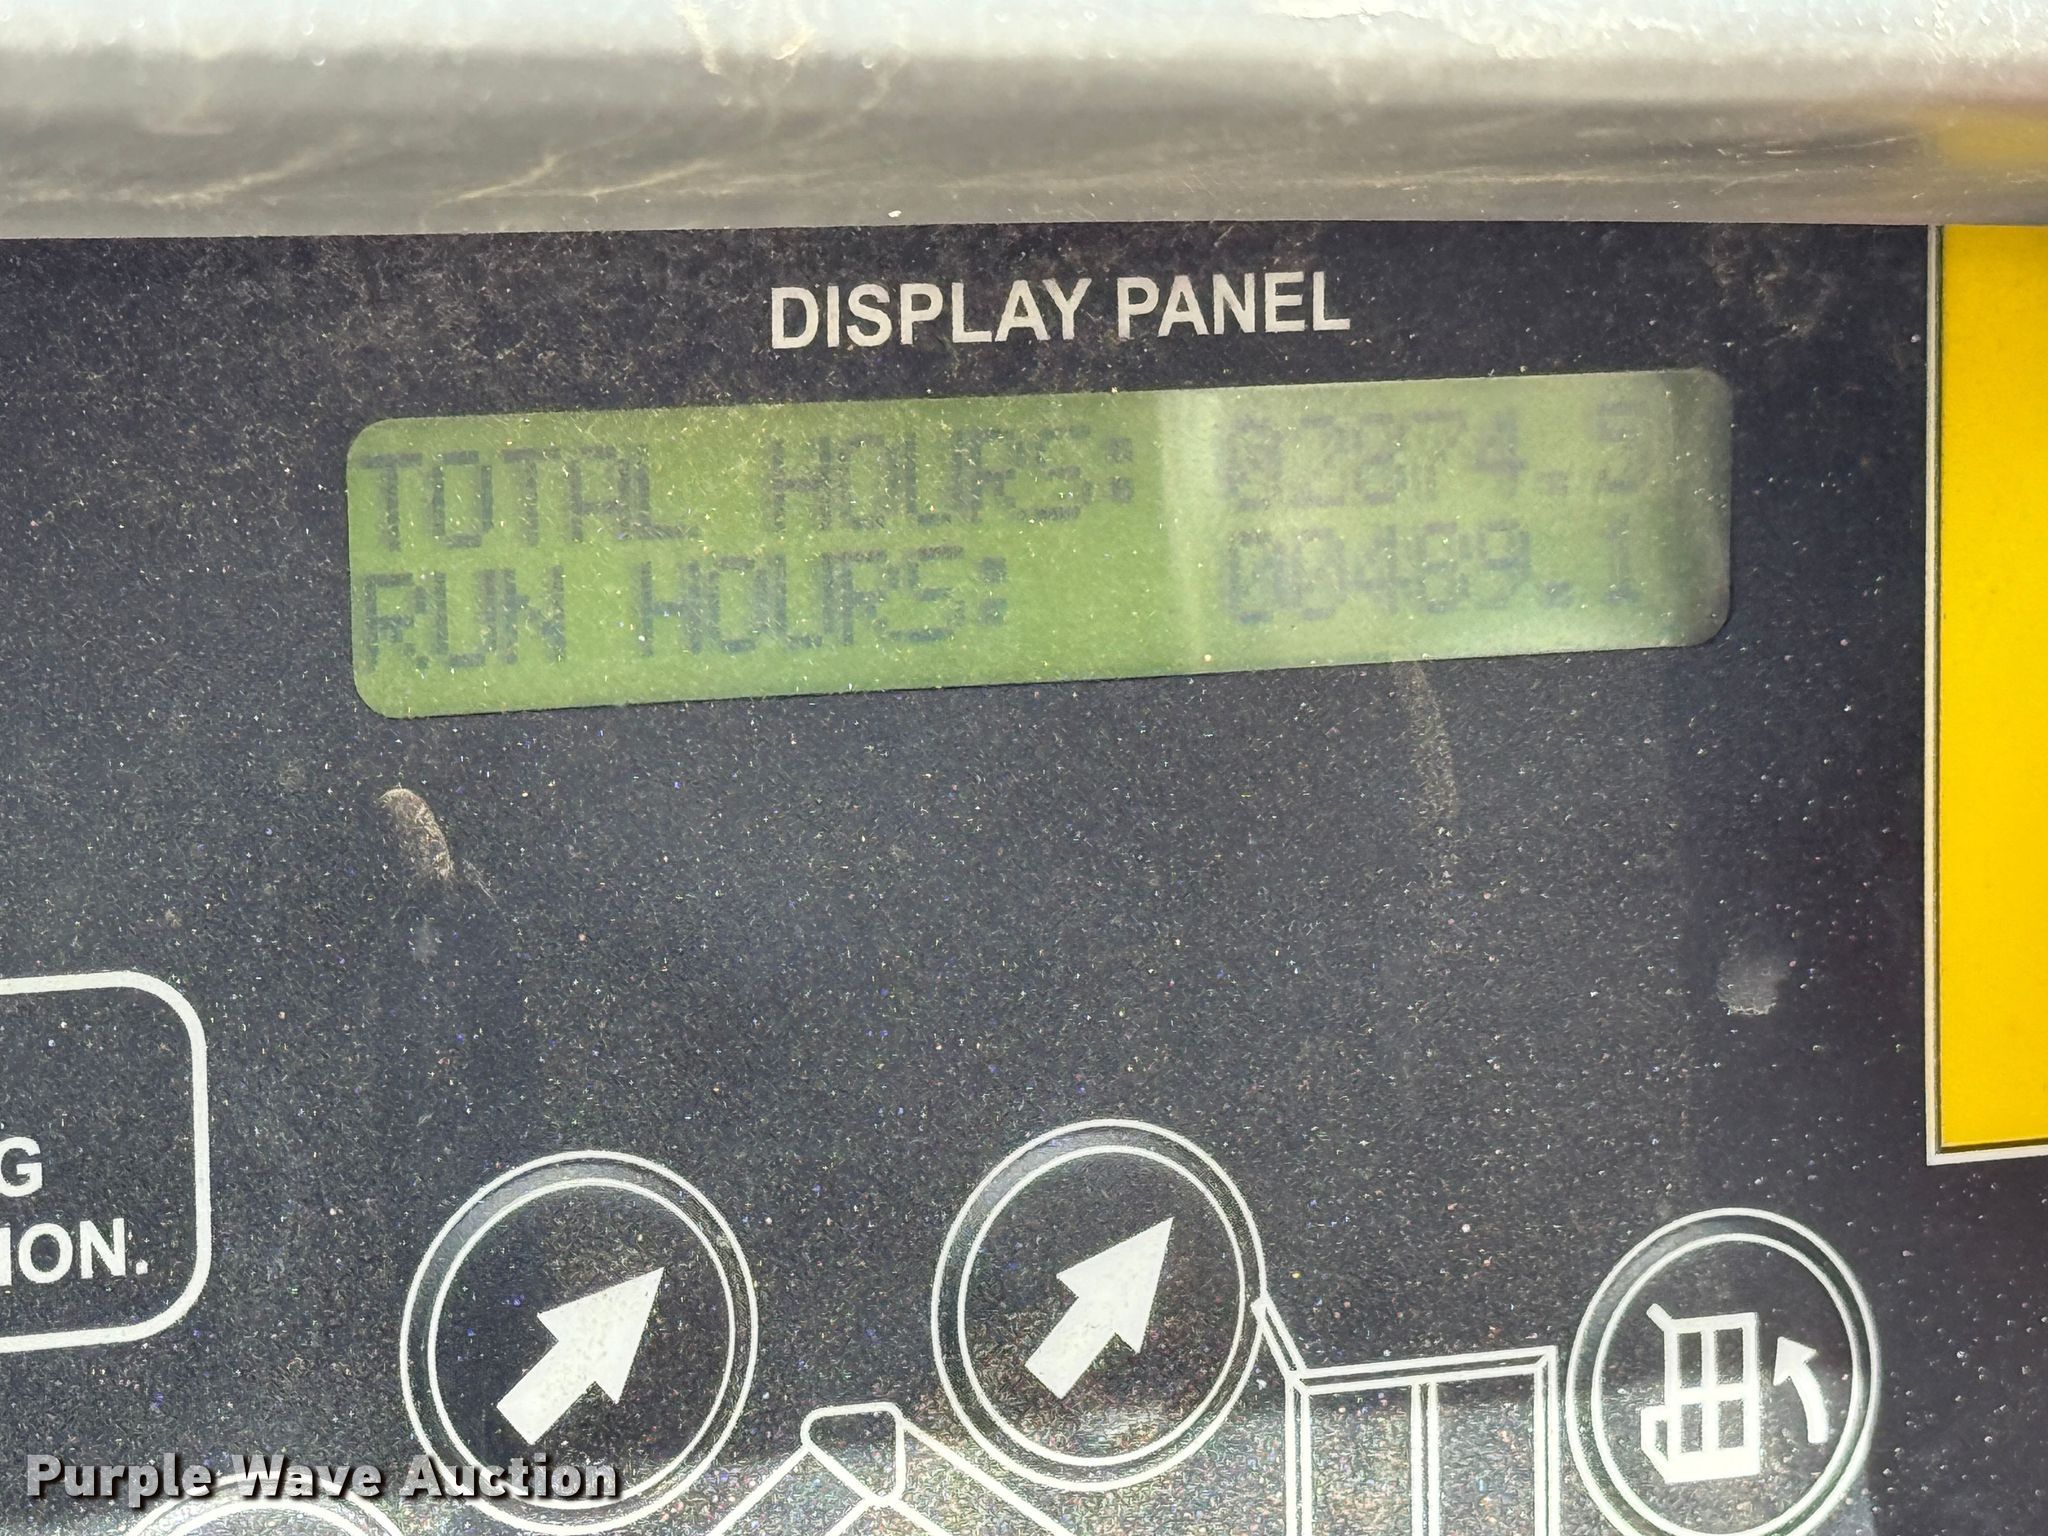 DISPLAY PANEL
TOTAL HOURS: 02874.5
RUN HOURS: 00489.1
G
ION.
Purple Wave Auction